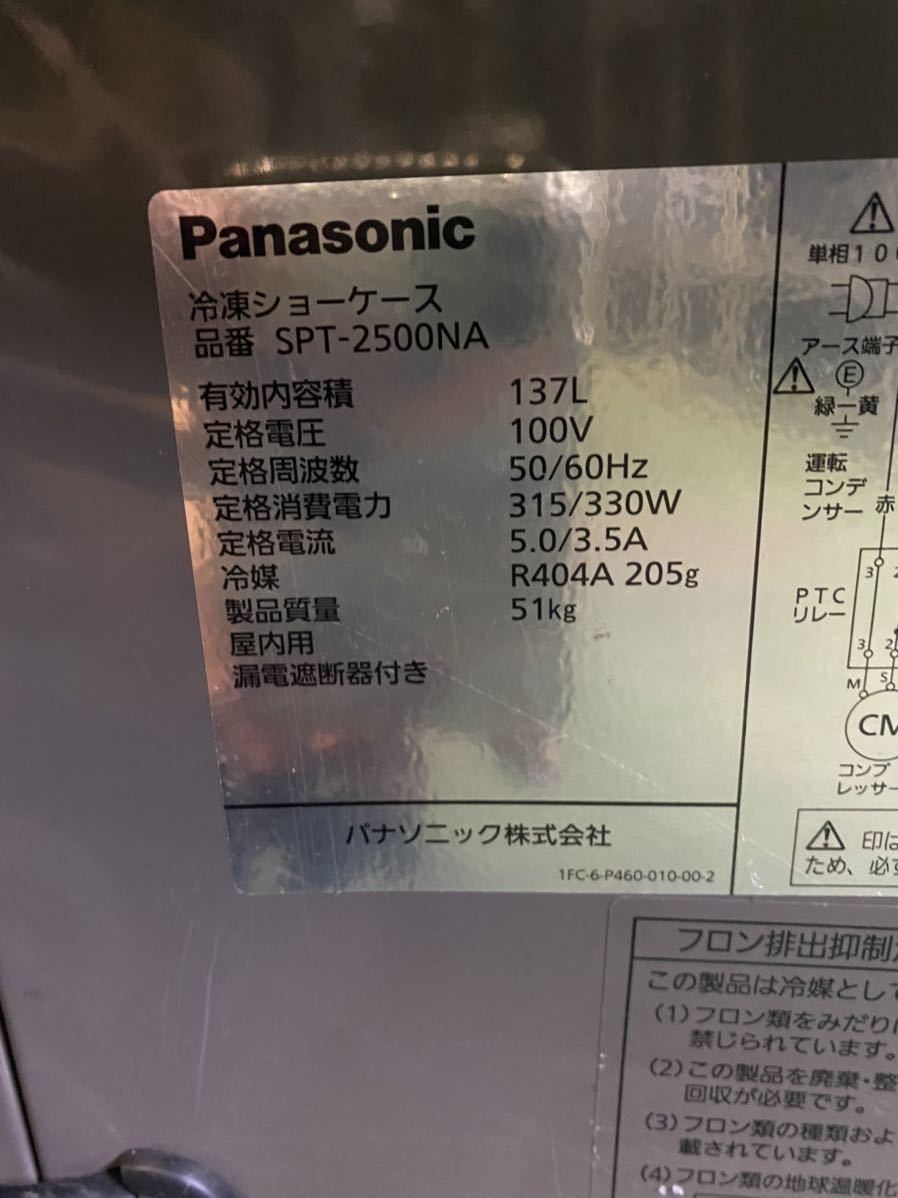 Panasonic
冷凍ショーケース
品番 SPT-2500NA
有効内容積 137L
定格電圧 100V
定格周波数 50/60Hz
定格消費電力 315/330W
定格電流 5.0/3.5A
冷媒 R404A 205g
製品質量 51kg
屋内用
漏電遮断器付き
パナソニック株式会社
1FC-6-P460-010-00-2
単相10
アース端子
E
緑ー黄
運転
コンデ
ンサー
赤
3
2
PTC
リレー
3 2
M S
CM
コンプ
レッサー
印は
ため、必ず
フロン排出抑制
この製品は冷媒として
(1)フロン類をみだりに
禁じられています。
(2)この製品を廃棄・整
回収が必要です。
(3)フロン類の種類およ
載されています。
(4)フロン類の地球温暖化